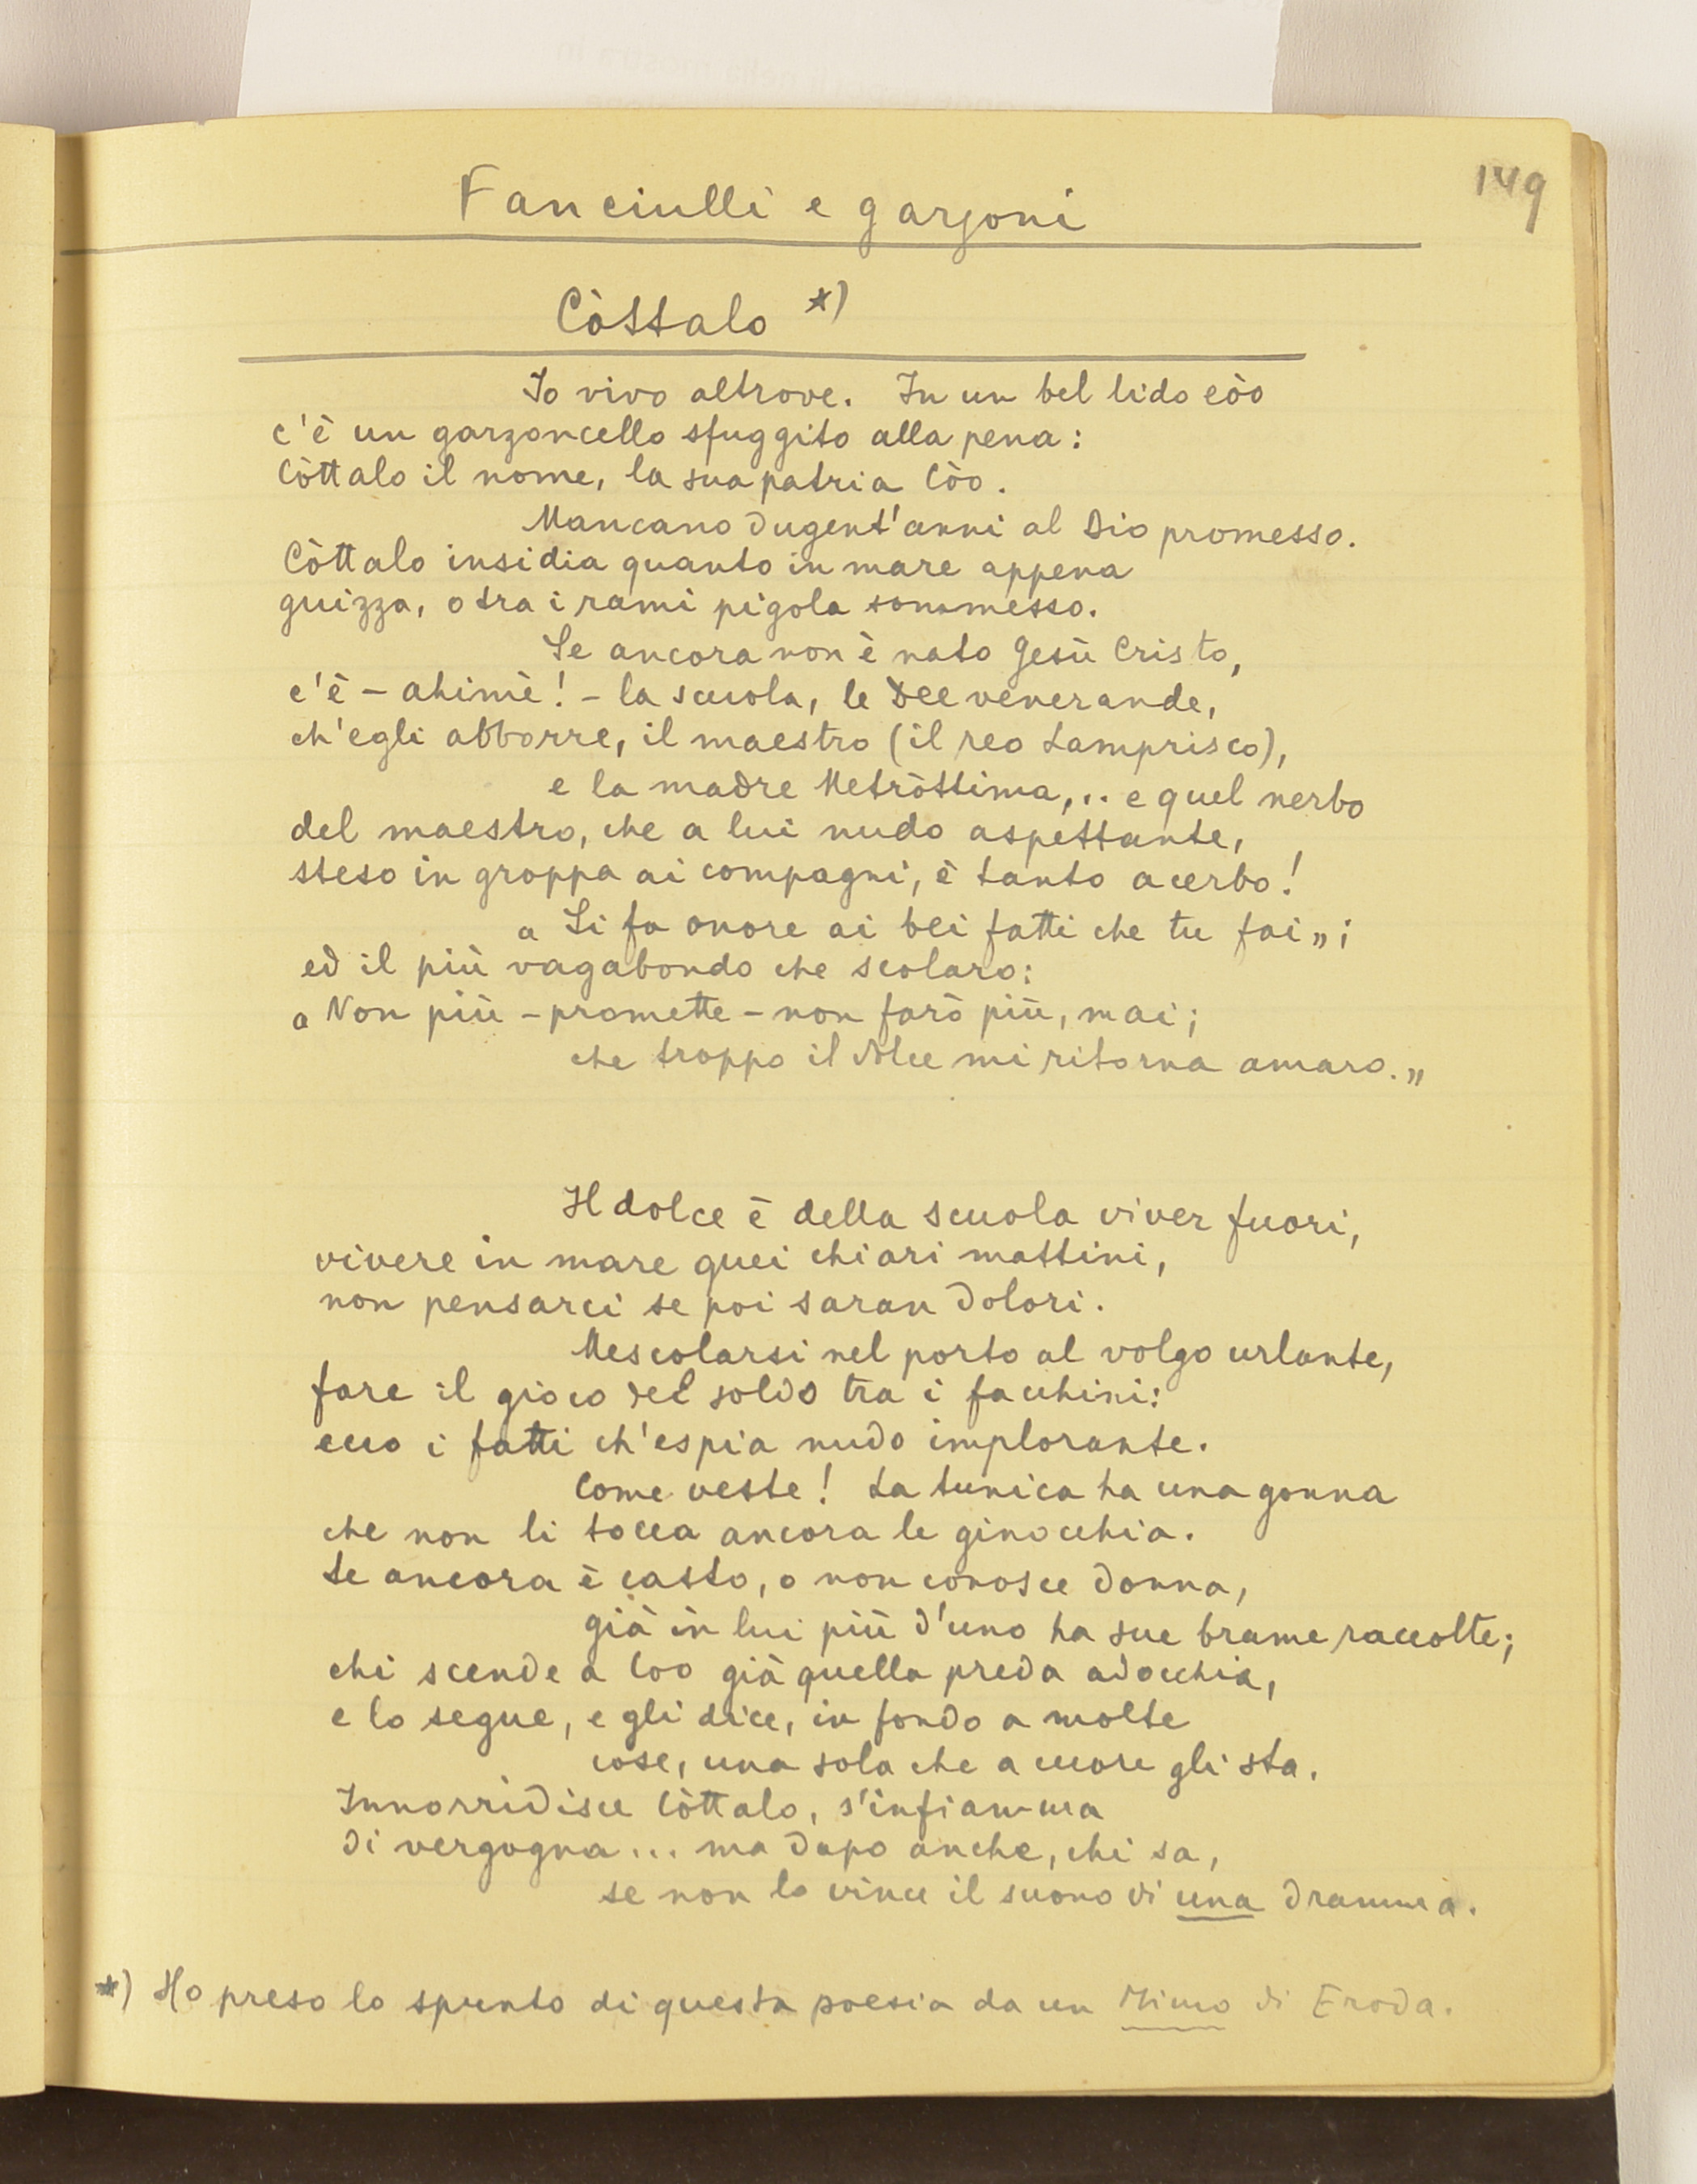 149
Fanciulli e garzoni
Còttalo *)
Io vivo altrove. In un bel lido eòo
c'è un garzoncello sfuggito alla pena:
Còttalo il nome, la sua patria Còo.
Mancano dugent'anni al Dio promesso.
Còttalo insidia quanto in mare appena
guizza, o tra i rami pigola sommesso.
Se ancora non è nato Gesù Cristo,
c'è – ahimè! – la scuola, le Dee venerande,
ch'egli abborre, il maestro (il reo Lamprisco),
e la madre Metròttima,.. e quel nerbo
del maestro, che a lui nudo aspettante,
steso in groppa ai compagni, è tanto acerbo!
« Si fa onore ai bei fatti che tu fai„;
ed il più vagabondo che scolaro:
« Non più – promette – non farò più, mai;
che troppo il dolce mi ritorna amaro.„
Il dolce è della scuola viver fuori,
vivere in mare quei chiari mattini,
non pensarci se poi saran dolori.
Mescolarsi nel porto al volgo urlante,
fare il gioco del soldo tra i facchini:
ecco i fatti ch'espia nudo implorante.
Come veste! La tunica ha una gonna
che non li tocca ancora le ginocchia.
Se ancora è casto, o non conosce donna,
già in lui più d'uno ha sue brame raccolte;
chi scende a Coo già quella preda adocchia,
e lo segue, e gli dice, in fondo a molte
cose, una sola che a cuore gli sta.
Innorridisce Còttalo, s'infiamma
di vergogna... ma dopo anche, chi sa,
se non lo vince il suono di una dramma.
*) Ho preso lo spunto di questa poesia da un Mimo di Eroda.